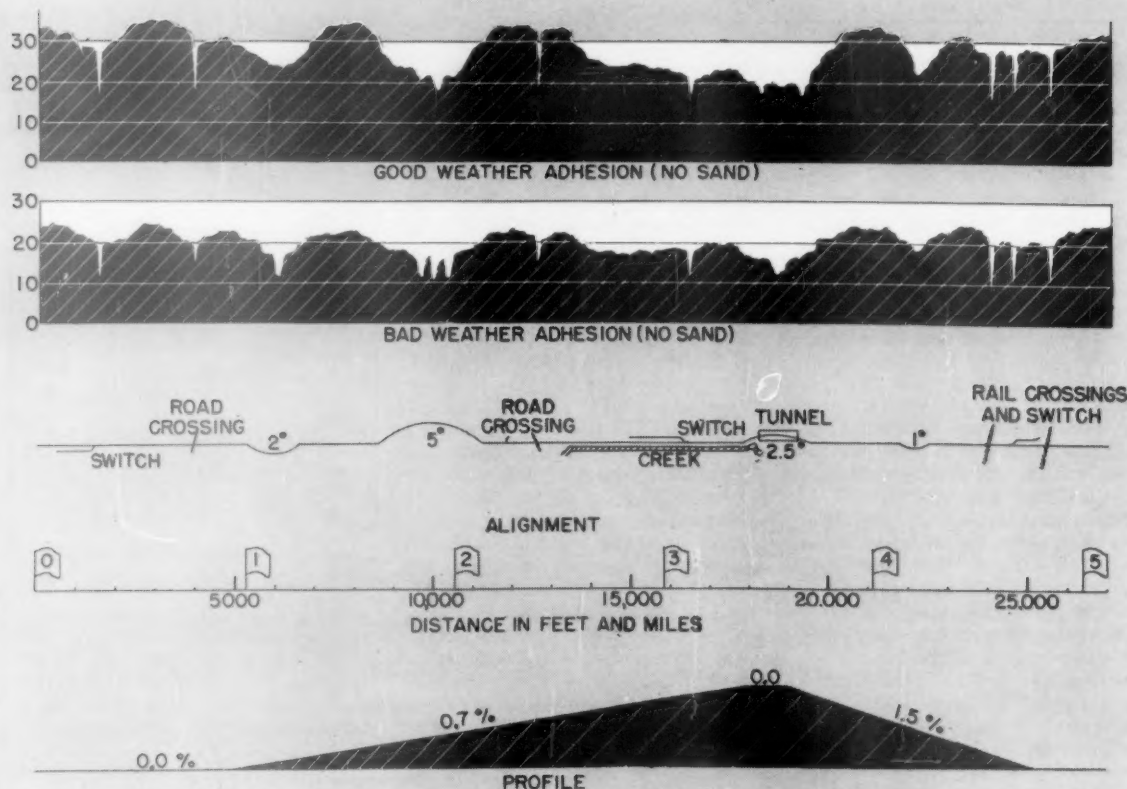 30
20
10
0
GOOD WEATHER ADHESION (NO SAND)
30
20
10
0
BAD WEATHER ADHESION (NO SAND)
ROAD
CROSSING
SWITCH
2°
5°
ROAD
CROSSING
CREEK
SWITCH
TUNNEL
2.5°
1°
RAIL CROSSINGS
AND SWITCH
ALIGNMENT
0 1 2 3 4 5
5000 10,000 15,000 20.000 25.000
DISTANCE IN FEET AND MILES
0.0 % 0.7 % 0.0 1.5 %
PROFILE